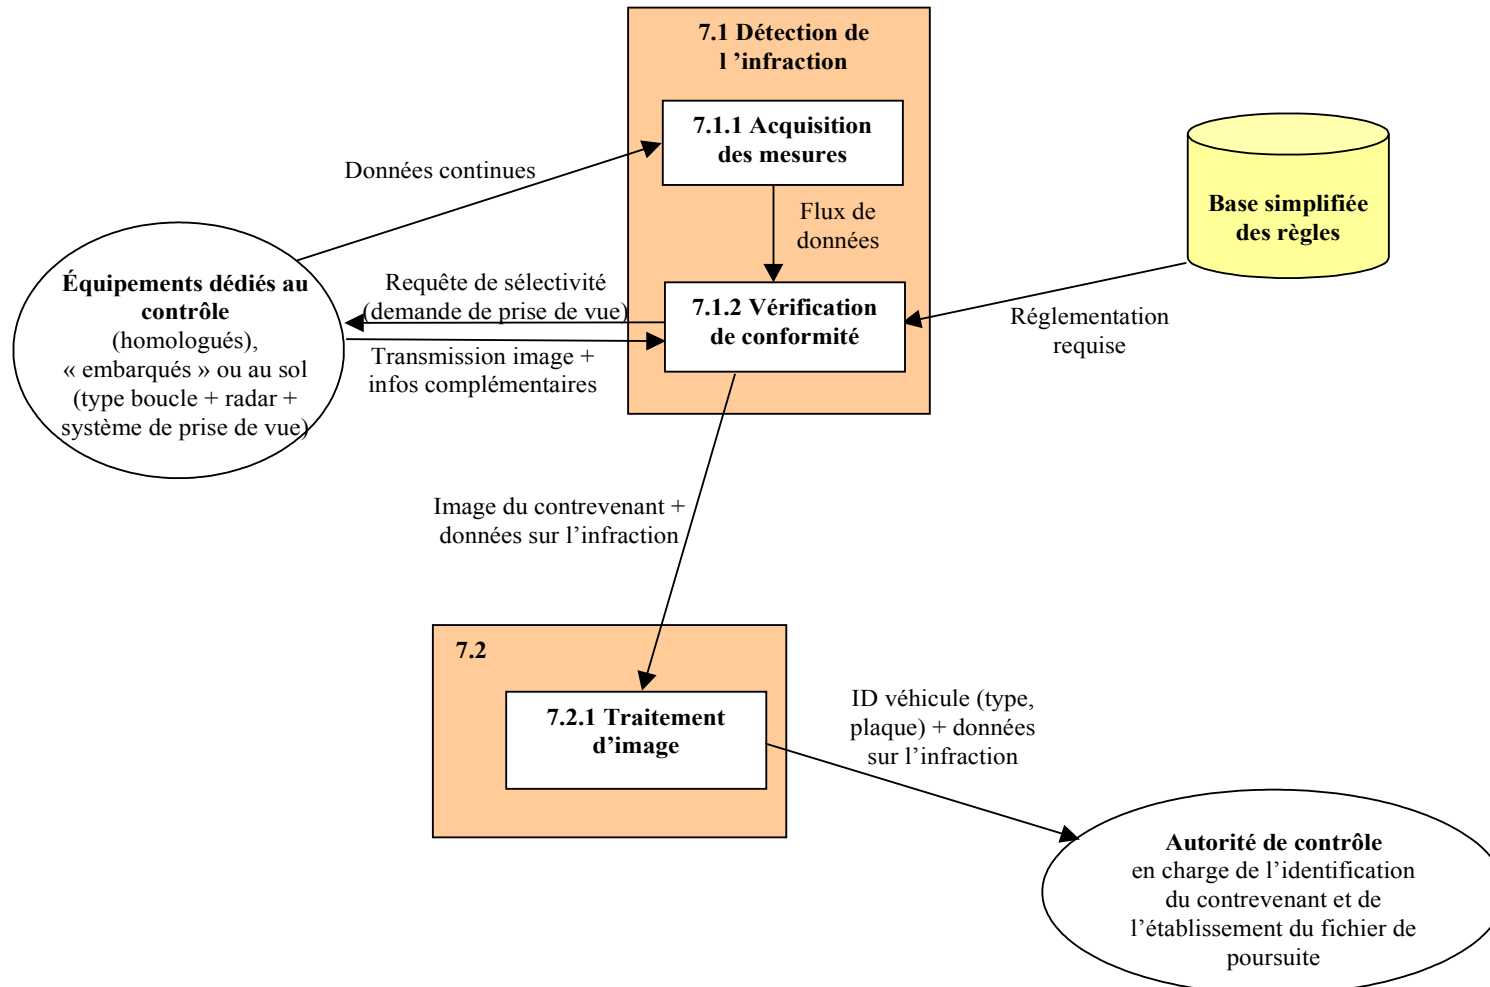 7.1 Détection de
l ’infraction
7.1.1 Acquisition
des mesures
Données continues
Flux de
données
Base simplifiée
des règles
Équipements dédiés au
contrôle
(homologués),
« embarqués » ou au sol
(type boucle + radar +
système de prise de vue)
Requête de sélectivité
(demande de prise de vue)
7.1.2 Vérification
de conformité
Transmission image +
infos complémentaires
Réglementation
requise
Image du contrevenant +
données sur l’infraction
7.2
7.2.1 Traitement
d’image
ID véhicule (type,
plaque) + données
sur l’infraction
Autorité de contrôle
en charge de l’identification
du contrevenant et de
l’établissement du fichier de
poursuite